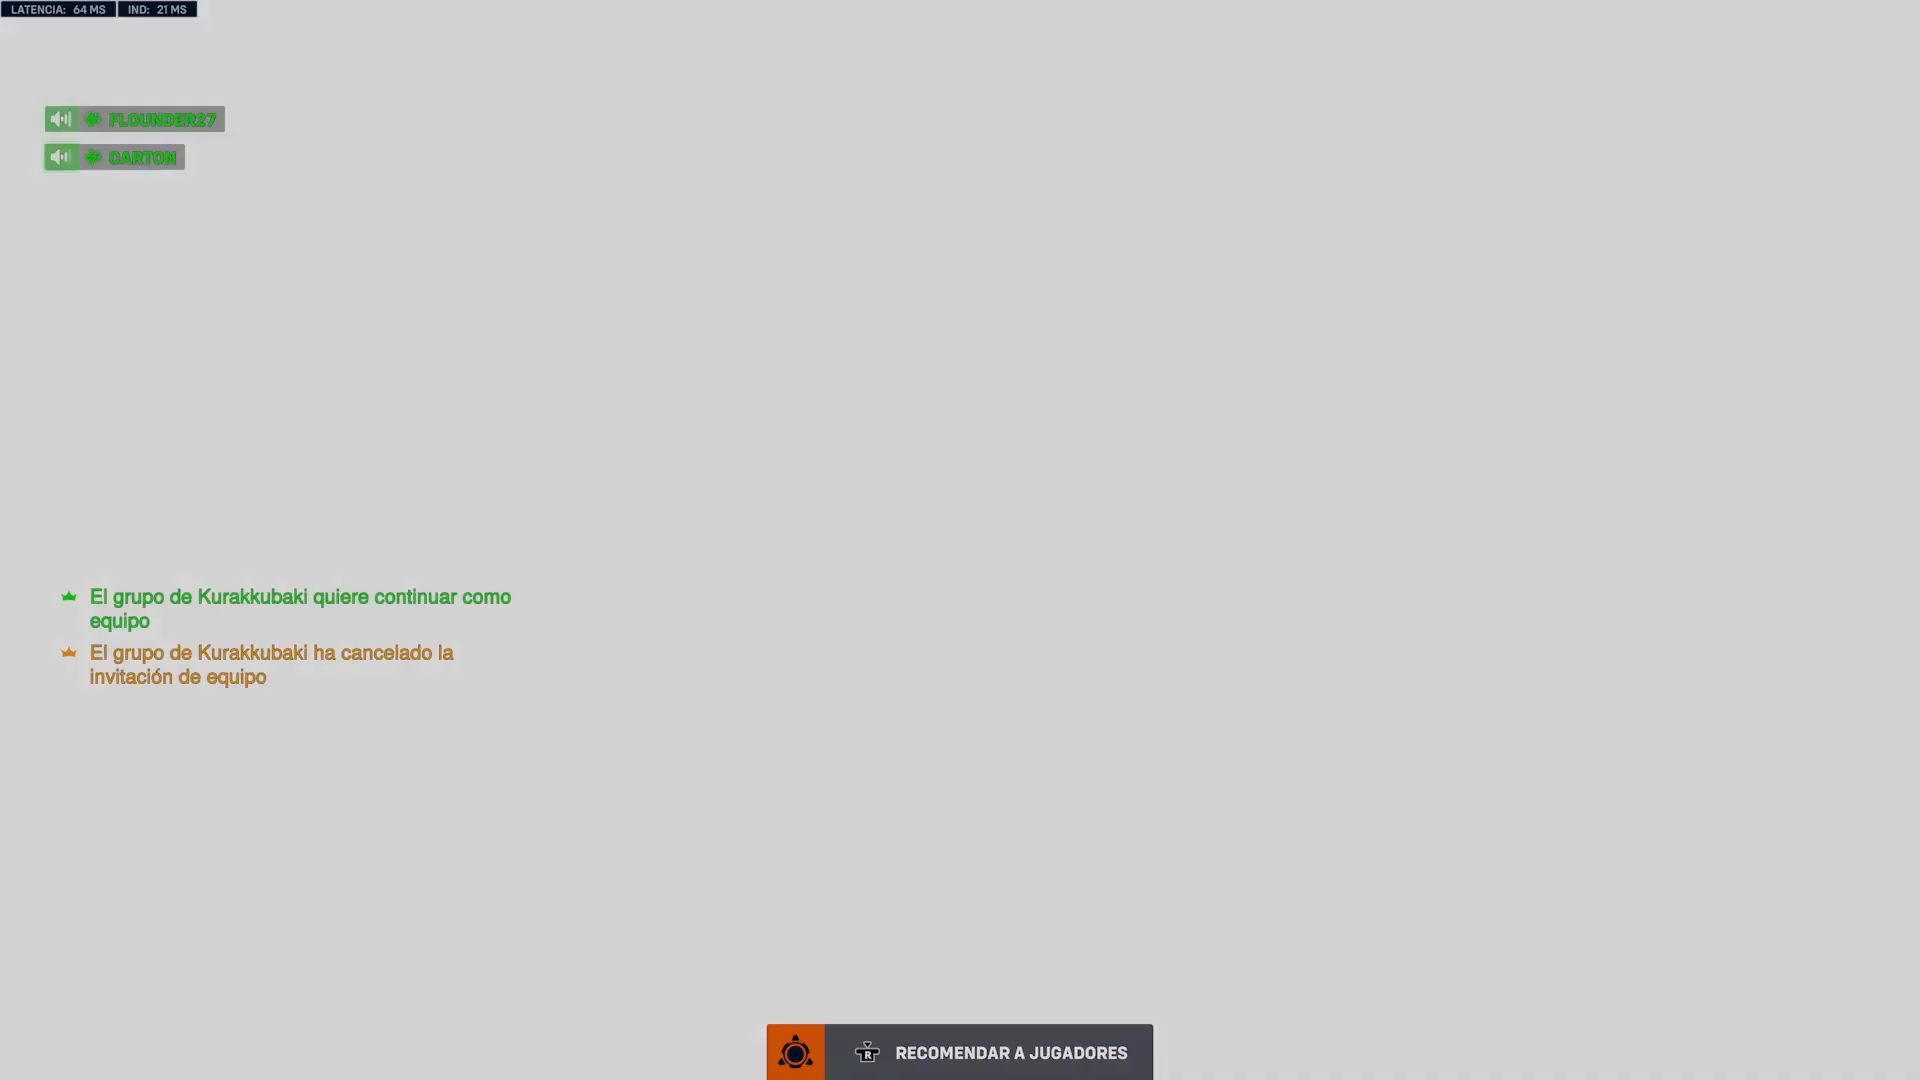 LATENCIA: 64 MS IND: 21 MS
FLOUNDER27
CARTON
El grupo de Kurakkubaki quiere continuar como
equipo
El grupo de Kurakkubaki ha cancelado la
invitación de equipo
R RECOMENDAR A JUGADORES